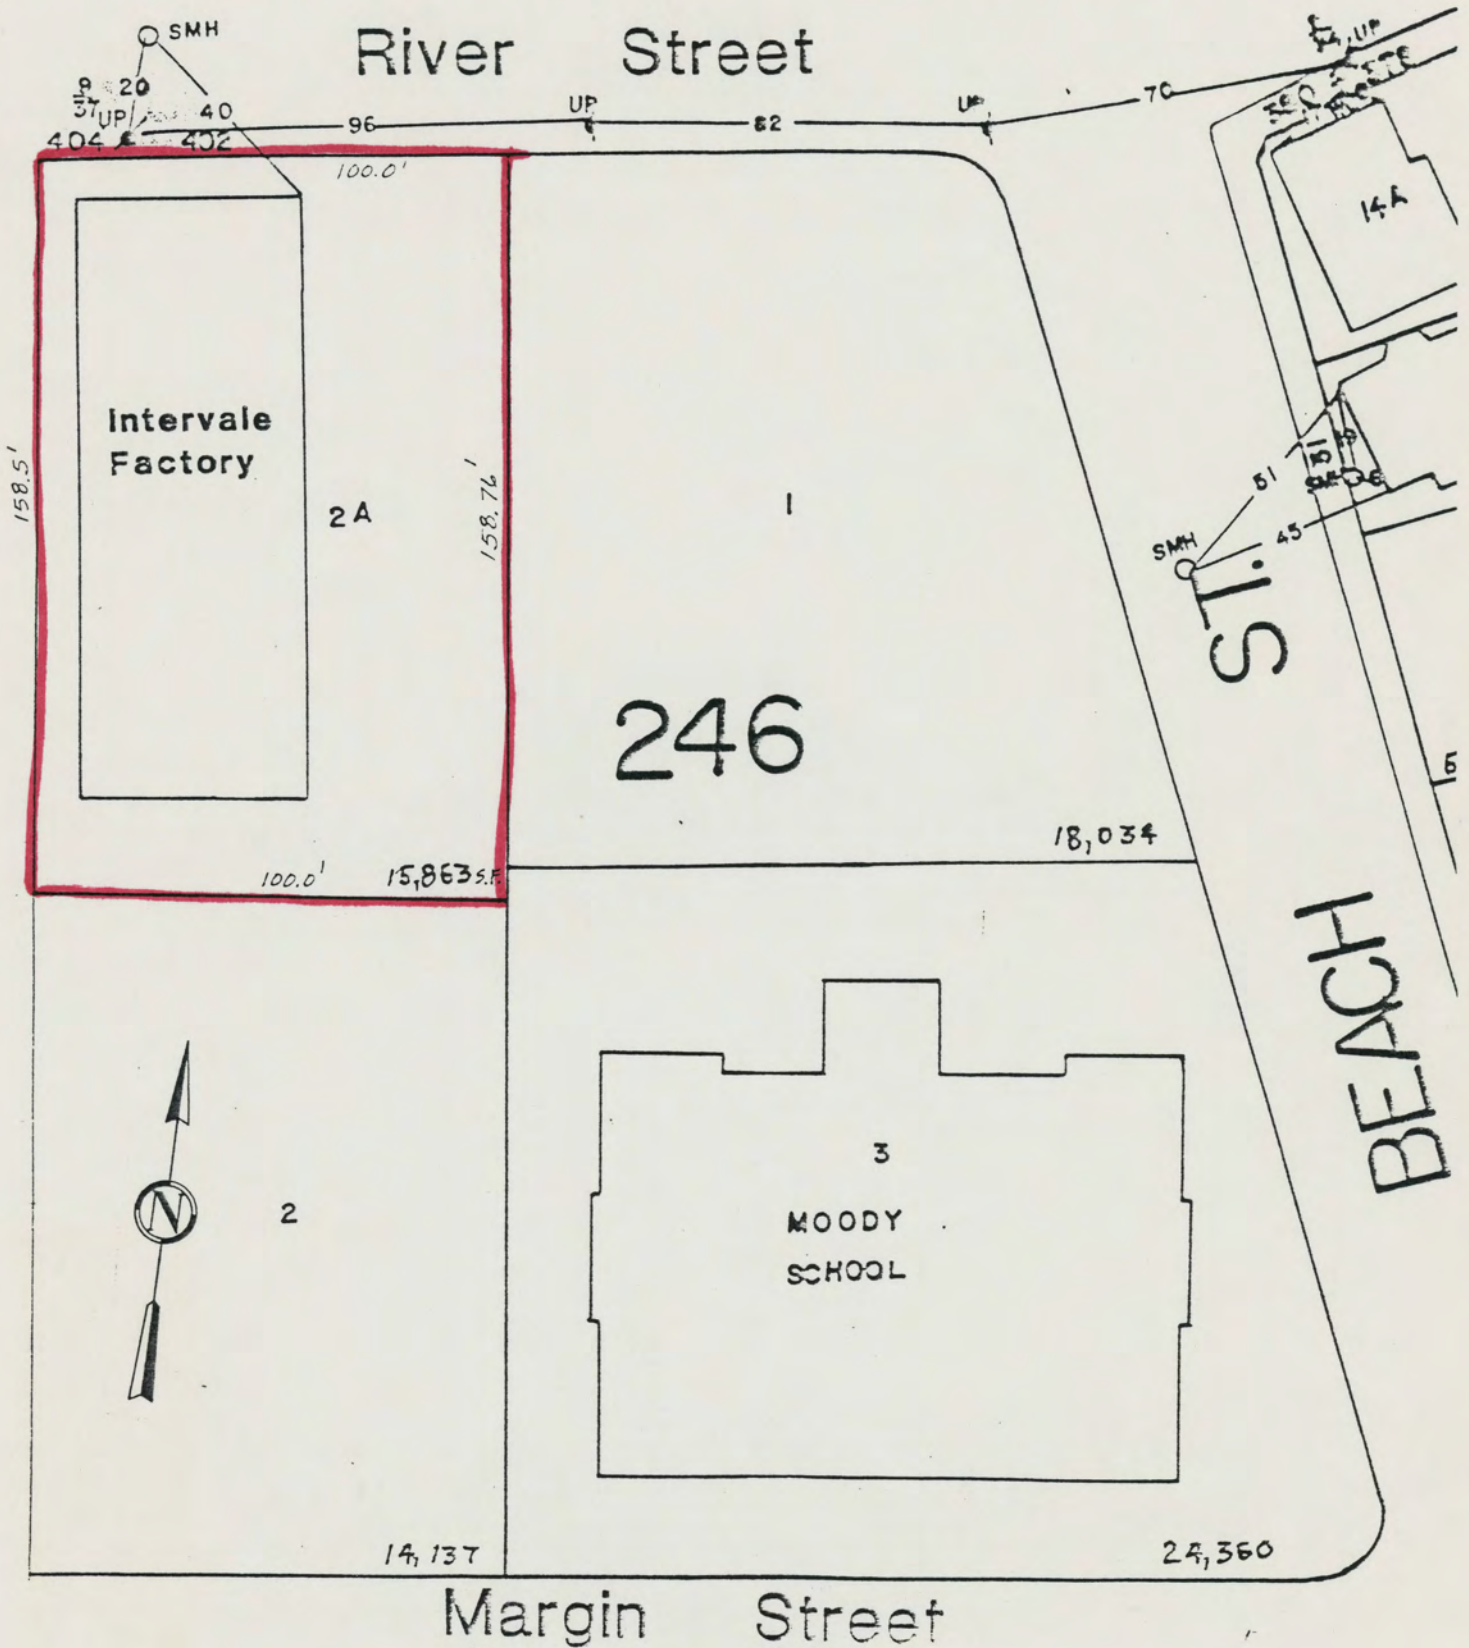 River Street
SMH
20
40
UP
404
402
96
UP
82
UP
70
UP
100.0'
14A
Intervale
Factory
158.5'
2A
158.76'
1
51
31
45
SMH
ST.
246
18,034
100.0'
15,863 S.F.
BEACH
3
MOODY
SCHOOL
N
2
14,137
24,360
Margin Street